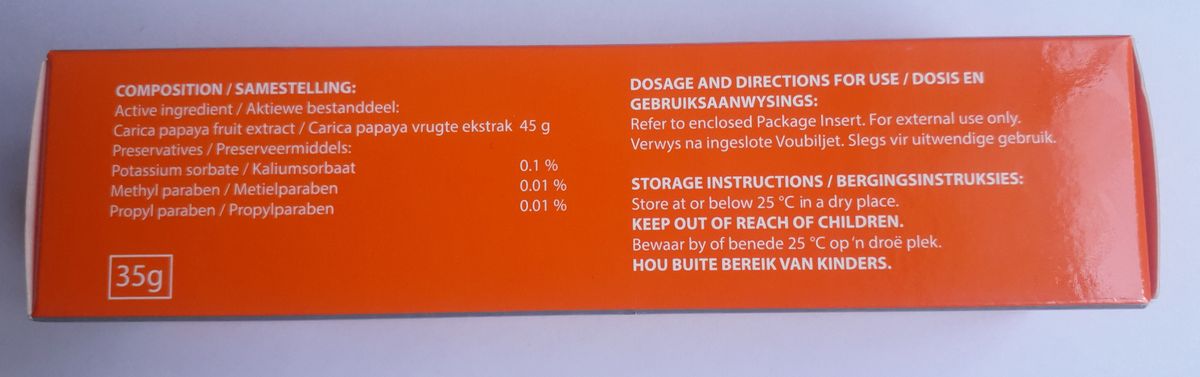 COMPOSITION / SAMESTELLING:
Active ingredient / Aktiewe bestanddeel:
Carica papaya fruit extract / Carica papaya vrugte ekstrak 45 g
Preservatives / Preserveermiddels:
Potassium sorbate / Kaliumsorbaat 0.1 %
Methyl paraben / Metielparaben 0.01 %
Propyl paraben / Propylparaben 0.01 %
35g
DOSAGE AND DIRECTIONS FOR USE / DOSIS EN
GEBRUIKSAANWYSINGS:
Refer to enclosed Package Insert. For external use only.
Verwys na ingeslote Voubiljet. Slegs vir uitwendige gebruik.
STORAGE INSTRUCTIONS / BERGINGSINSTRUKSIES:
Store at or below 25 °C in a dry place.
KEEP OUT OF REACH OF CHILDREN.
Bewaar by of benede 25 °C op 'n droë plek.
HOU BUITE BEREIK VAN KINDERS.